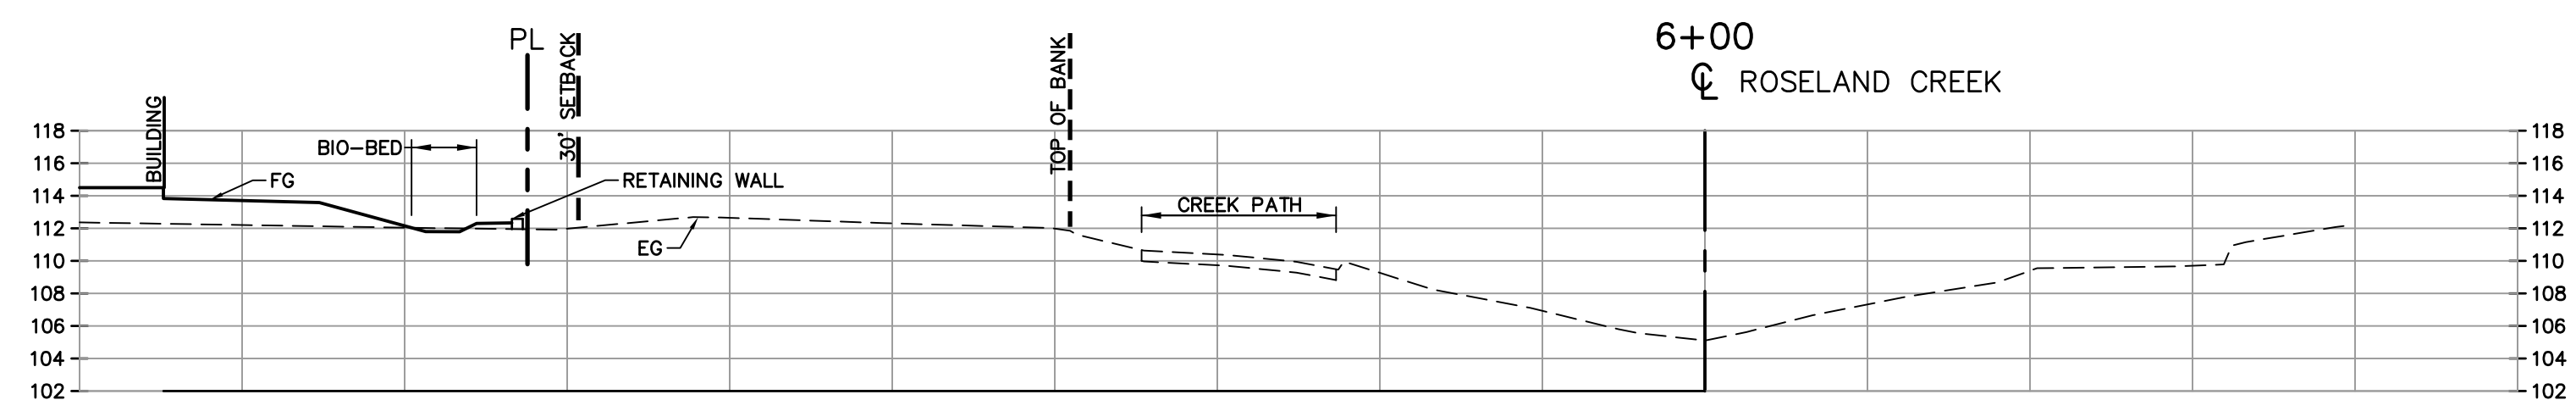 6+00
PL
℄ ROSELAND CREEK
BUILDING
30' SETBACK
TOP OF BANK
BIO-BED
FG
RETAINING WALL
CREEK PATH
EG
118
116
114
112
110
108
106
104
102
118
116
114
112
110
108
106
104
102